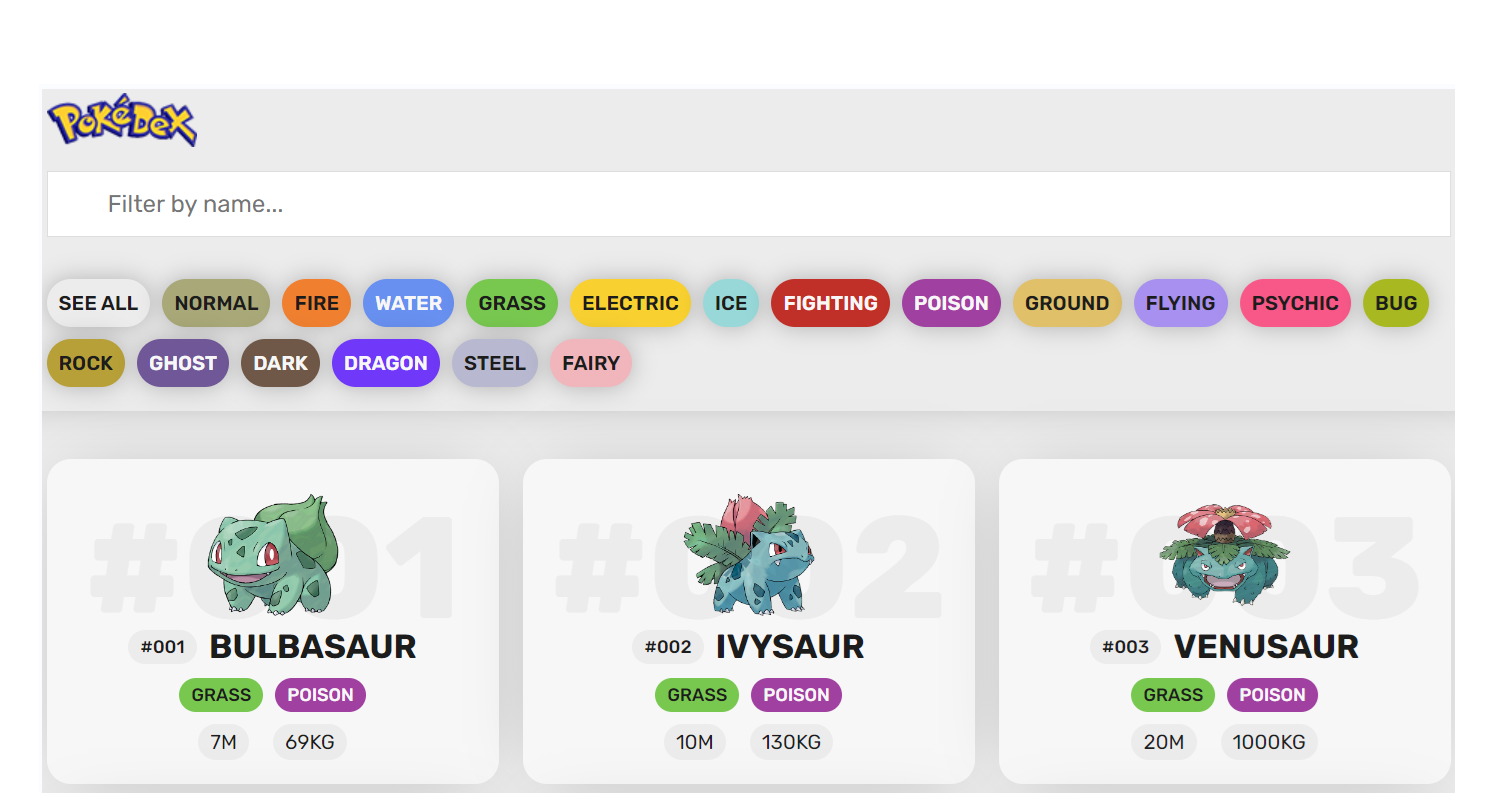 PokéDex
Filter by name...
SEE ALL NORMAL FIRE WATER GRASS ELECTRIC ICE FIGHTING POISON GROUND FLYING PSYCHIC BUG
ROCK GHOST DARK DRAGON STEEL FAIRY
#001 #002 #003
#001 BULBASAUR #002 IVYSAUR #003 VENUSAUR
GRASS POISON GRASS POISON GRASS POISON
7M 69KG 10M 130KG 20M 1000KG